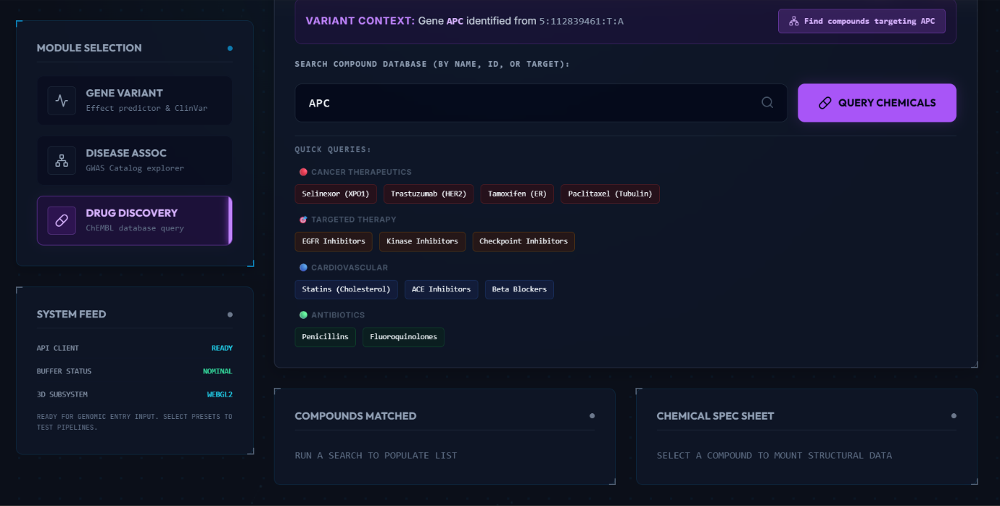 MODULE SELECTION
GENE VARIANT
Effect predictor & ClinVar
DISEASE ASSOC
GWAS Catalog explorer
DRUG DISCOVERY
ChEMBL database query
SYSTEM FEED
API CLIENT READY
BUFFER STATUS NOMINAL
3D SUBSYSTEM WEBGL2
READY FOR GENOMIC ENTRY INPUT. SELECT PRESETS TO
TEST PIPELINES.
VARIANT CONTEXT: Gene APC identified from 5:112839461:T:A
Find compounds targeting APC
SEARCH COMPOUND DATABASE (BY NAME, ID, OR TARGET):
APC
QUERY CHEMICALS
QUICK QUERIES:
CANCER THERAPEUTICS
Selinexor (XPO1) Trastuzumab (HER2) Tamoxifen (ER) Paclitaxel (Tubulin)
TARGETED THERAPY
EGFR Inhibitors Kinase Inhibitors Checkpoint Inhibitors
CARDIOVASCULAR
Statins (Cholesterol) ACE Inhibitors Beta Blockers
ANTIBIOTICS
Penicillins Fluoroquinolones
COMPOUNDS MATCHED
RUN A SEARCH TO POPULATE LIST
CHEMICAL SPEC SHEET
SELECT A COMPOUND TO MOUNT STRUCTURAL DATA